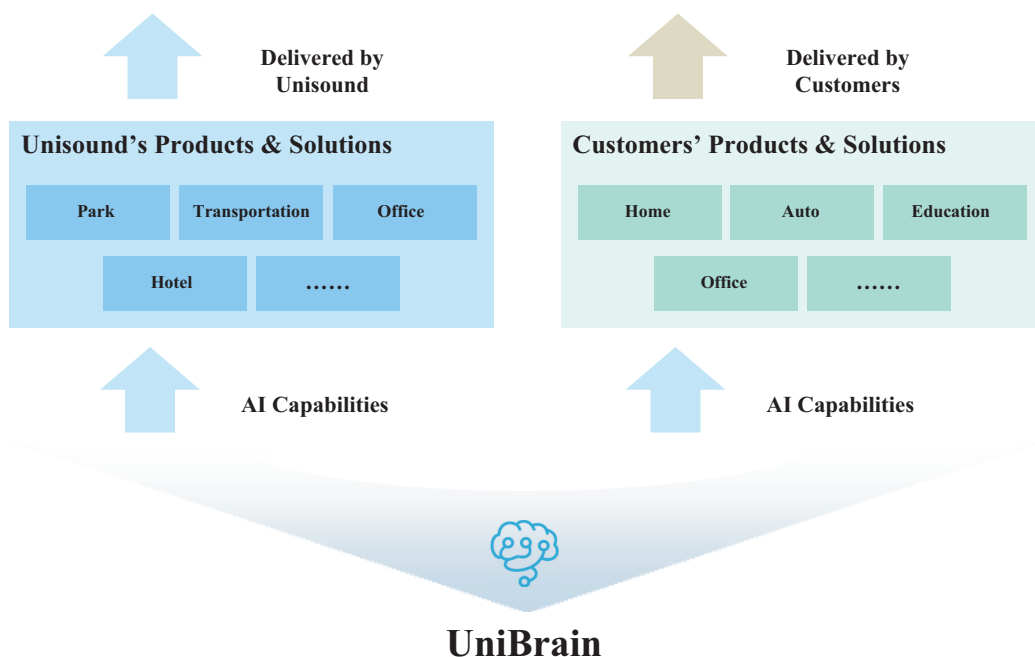 Delivered by
Unisound
Delivered by
Customers
Unisound’s Products & Solutions
Park
Transportation
Office
Hotel
……
Customers’ Products & Solutions
Home
Auto
Education
Office
……
AI Capabilities
AI Capabilities
UniBrain